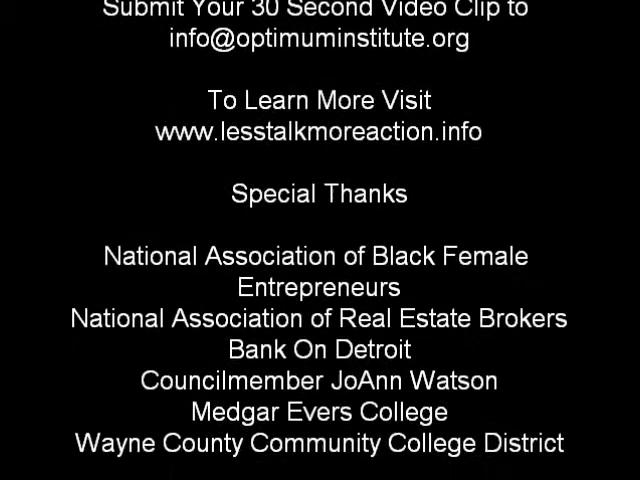 Submit Your 30 Second Video Clip to
info@optimuminstitute.org
To Learn More Visit
www.lesstalkmoreaction.info
Special Thanks
National Association of Black Female
Entrepreneurs
National Association of Real Estate Brokers
Bank On Detroit
Councilmember JoAnn Watson
Medgar Evers College
Wayne County Community College District